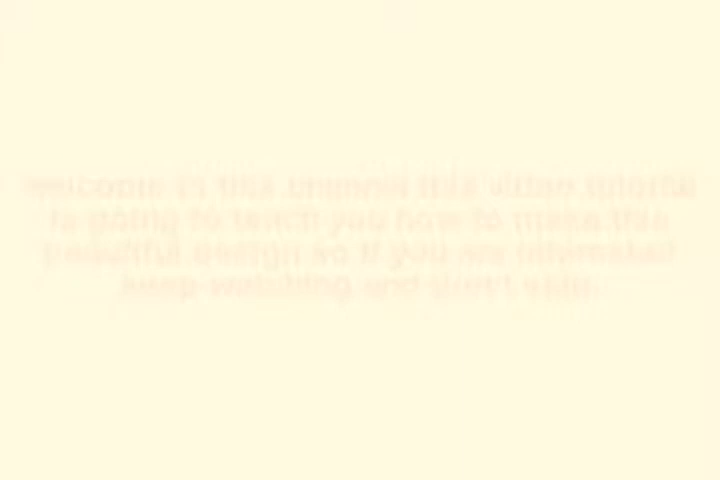 welcome to this channel this video
is going to teach you how to make this
beautiful design so if you are interested
keep watching and don't skip